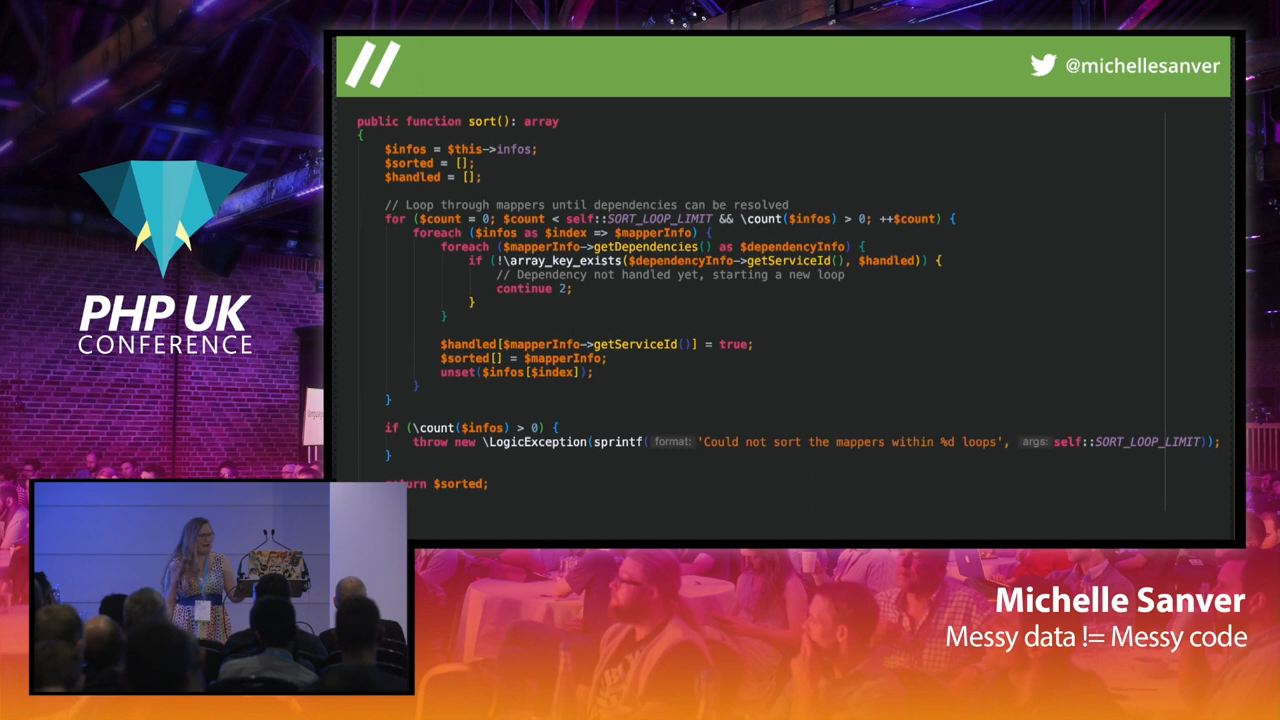 //
@michellesanver
public function sort(): array
{
$infos = $this->infos;
$sorted = [];
$handled = [];
// Loop through mappers until dependencies can be resolved
for ($count = 0; $count < self::SORT_LOOP_LIMIT && \count($infos) > 0; ++$count) {
foreach ($infos as $index => $mapperInfo) {
foreach ($mapperInfo->getDependencies() as $dependencyInfo) {
if (!\array_key_exists($dependencyInfo->getServiceId(), $handled)) {
// Dependency not handled yet, starting a new loop
continue 2;
}
}
$handled[$mapperInfo->getServiceId()] = true;
$sorted[] = $mapperInfo;
unset($infos[$index]);
}
}
if (\count($infos) > 0) {
throw new \LogicException(sprintf( format: 'Could not sort the mappers within %d loops', args: self::SORT_LOOP_LIMIT));
}
return $sorted;
PHP UK
CONFERENCE
Michelle Sanver
Messy data != Messy code